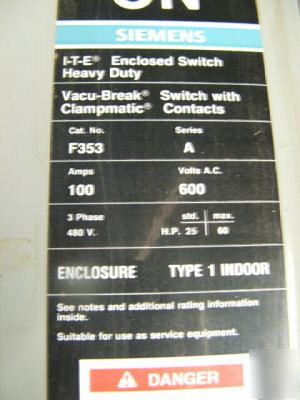 ON
SIEMENS
I-T-E® Enclosed Switch
Heavy Duty
Vacu-Break® Switch with
Clampmatic® Contacts
Cat. No. Series
F353 A
Amps Volts A.C.
100 600
3 Phase std. max.
480 V. H.P. 25 60
ENCLOSURE TYPE 1 INDOOR
See notes and additional rating information
inside.
Suitable for use as service equipment.
DANGER